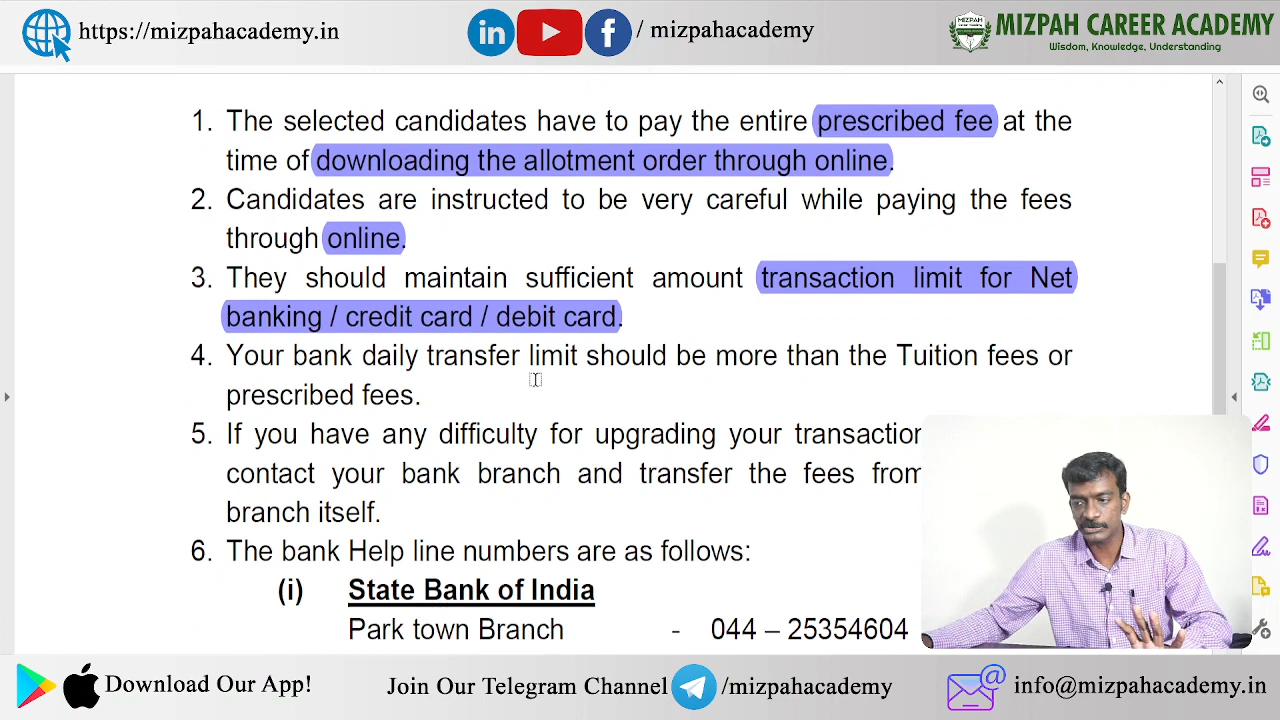 https://mizpahacademy.in
/ mizpahacademy
MIZPAH CAREER ACADEMY
Wisdom, Knowledge, Understanding
1. The selected candidates have to pay the entire prescribed fee at the
time of downloading the allotment order through online.
2. Candidates are instructed to be very careful while paying the fees
through online.
3. They should maintain sufficient amount transaction limit for Net
banking / credit card / debit card.
4. Your bank daily transfer limit should be more than the Tuition fees or
prescribed fees.
5. If you have any difficulty for upgrading your transaction
contact your bank branch and transfer the fees from
branch itself.
6. The bank Help line numbers are as follows:
(i) State Bank of India
Park town Branch - 044 – 25354604
Download Our App!
Join Our Telegram Channel
/mizpahacademy
info@mizpahacademy.in